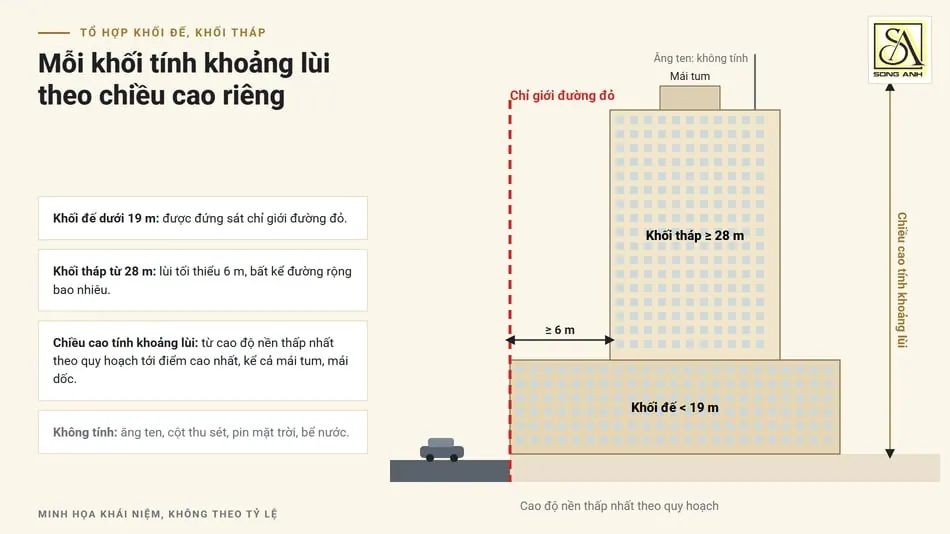 TỔ HỢP KHỐI ĐẾ, KHỐI THÁP
Mỗi khối tính khoảng lùi
theo chiều cao riêng
Khối đế dưới 19 m: được đứng sát chỉ giới đường đỏ.
Khối tháp từ 28 m: lùi tối thiểu 6 m, bất kể đường rộng
bao nhiêu.
Chiều cao tính khoảng lùi: từ cao độ nền thấp nhất
theo quy hoạch tới điểm cao nhất, kể cả mái tum, mái
dốc.
Không tính: ăng ten, cột thu sét, pin mặt trời, bể nước.
MINH HỌA KHÁI NIỆM, KHÔNG THEO TỶ LỆ
Ăng ten: không tính
Mái tum
Chỉ giới đường đỏ
Khối tháp ≥ 28 m
≥ 6 m
Khối đế < 19 m
Cao độ nền thấp nhất theo quy hoạch
Chiều cao tính khoảng lùi
SA
SONG ANH